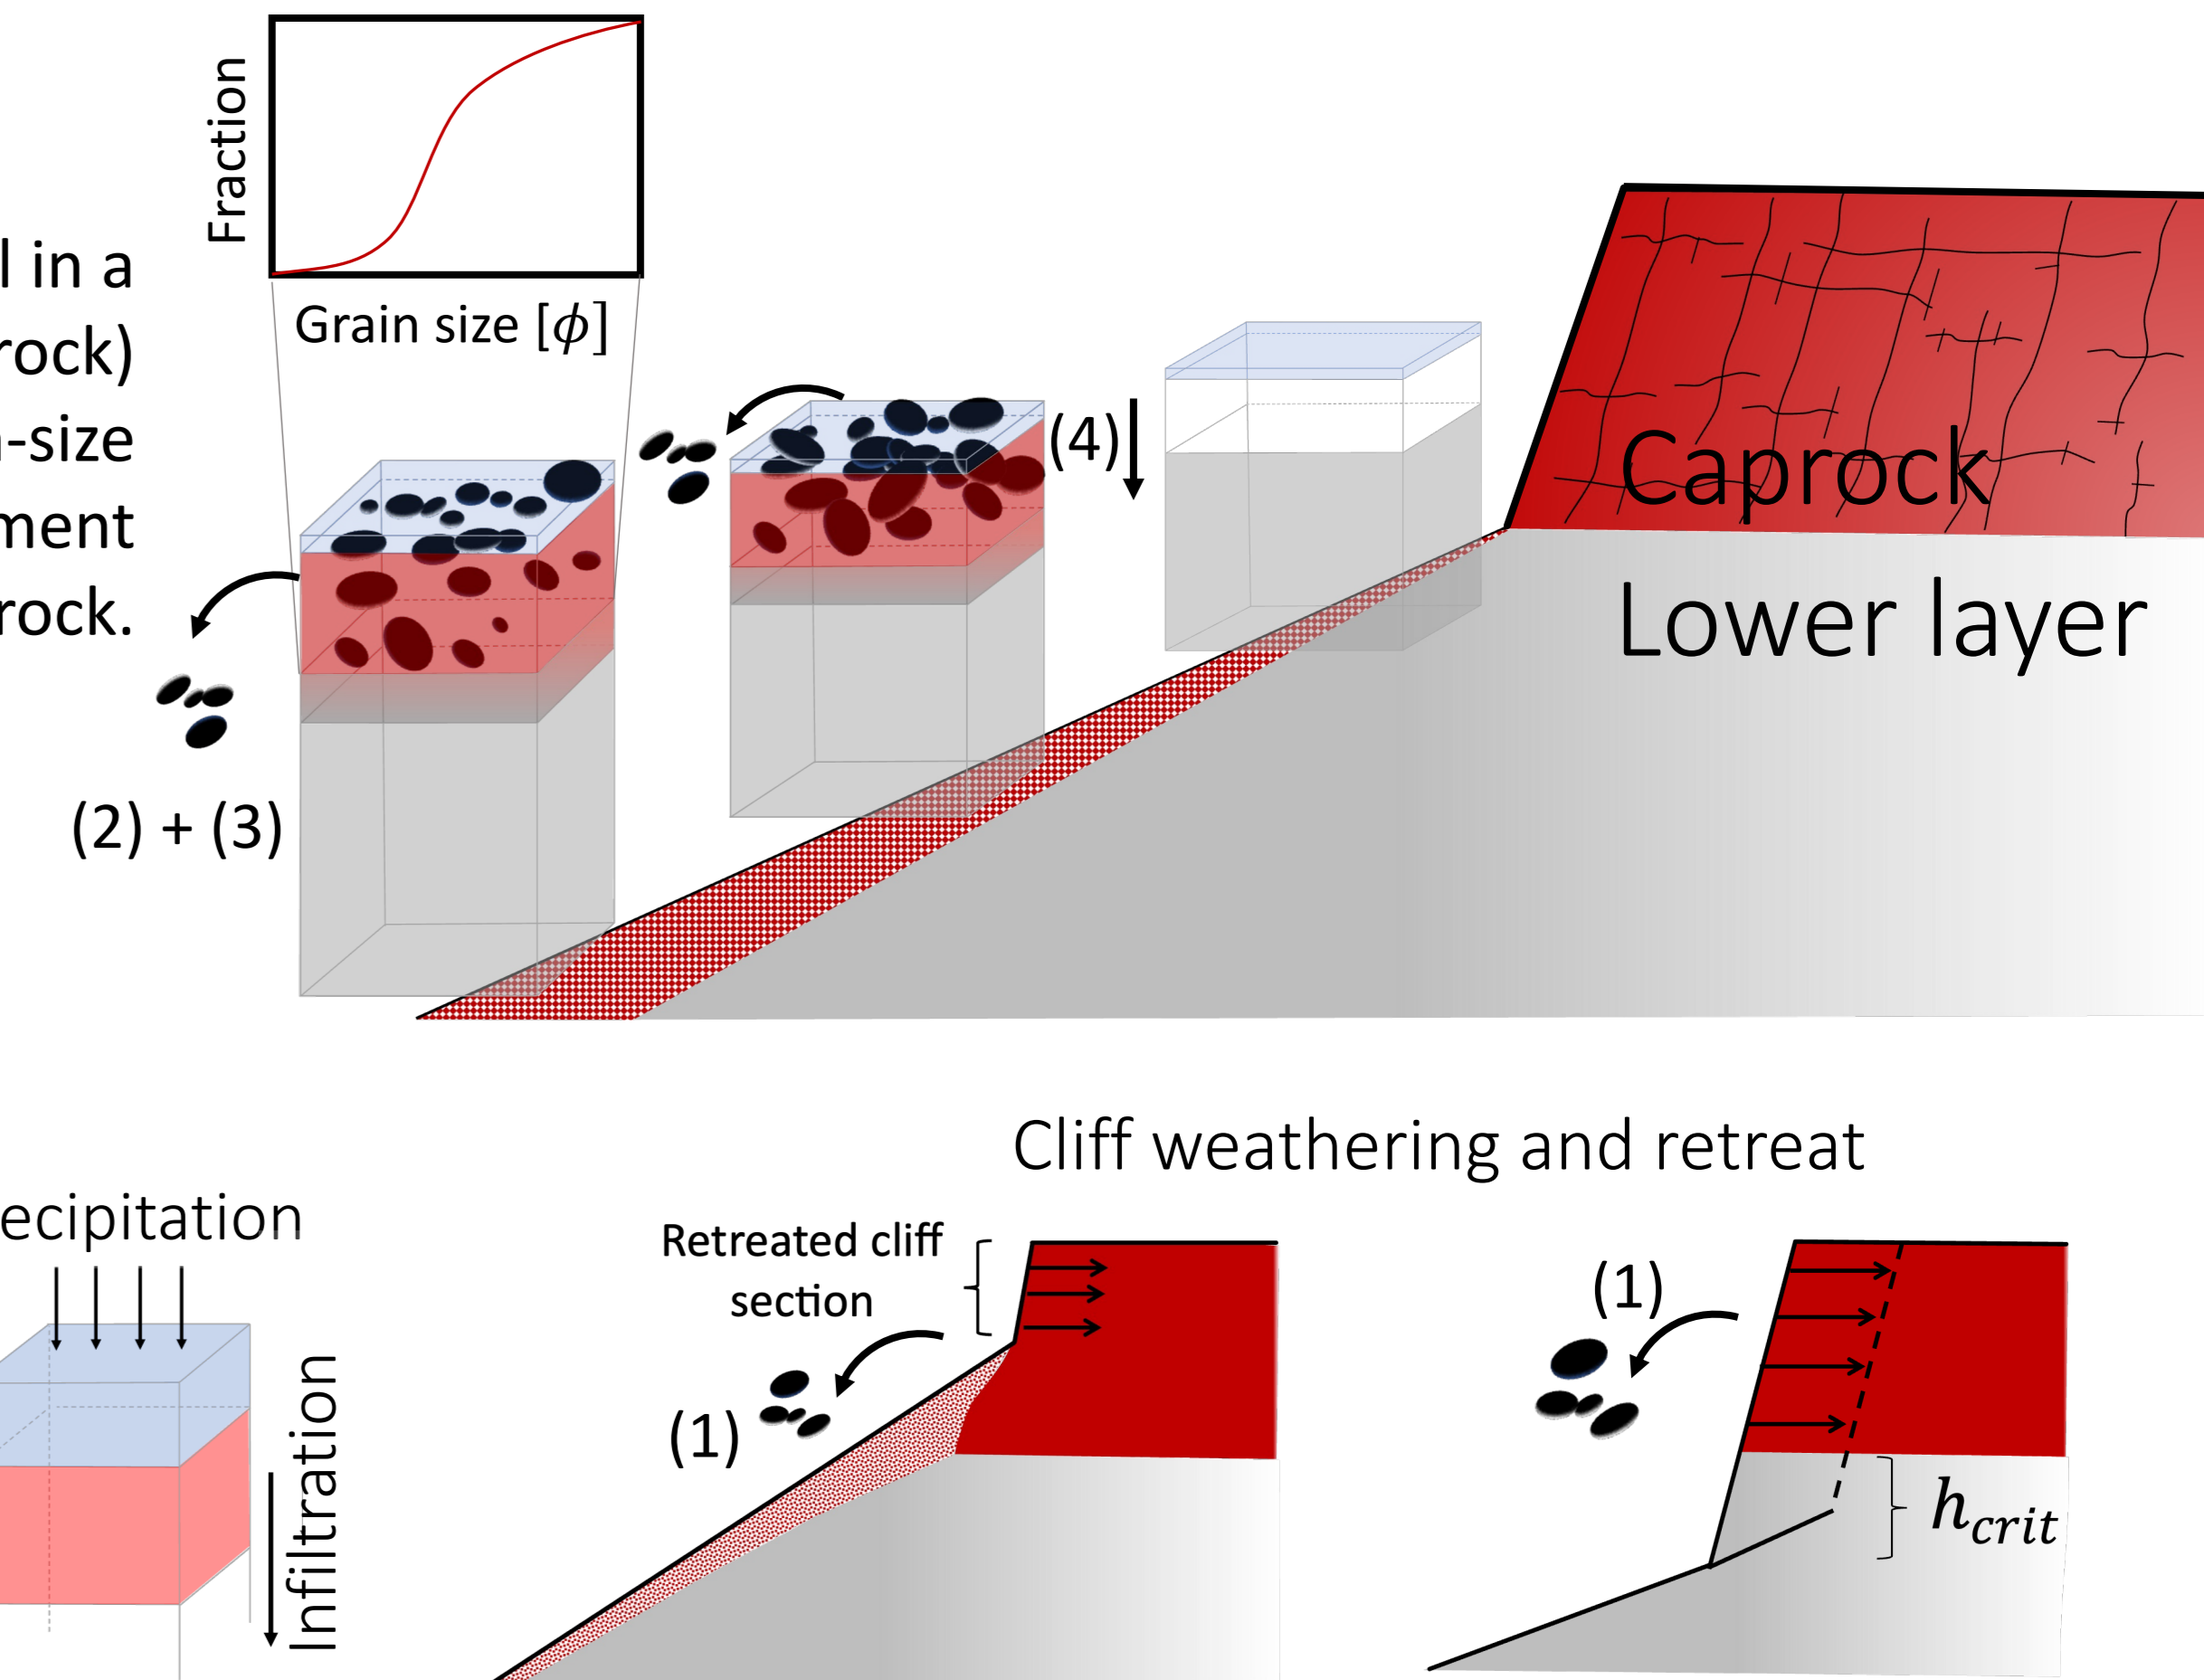 Fraction
Grain size [ϕ]
l in a
rock)
-size
ment
rock.
(4)
Caprock
Lower layer
(2) + (3)
Cliff weathering and retreat
ecipitation
Retreated cliff
section
(1)
(1)
Infiltration
h_crit